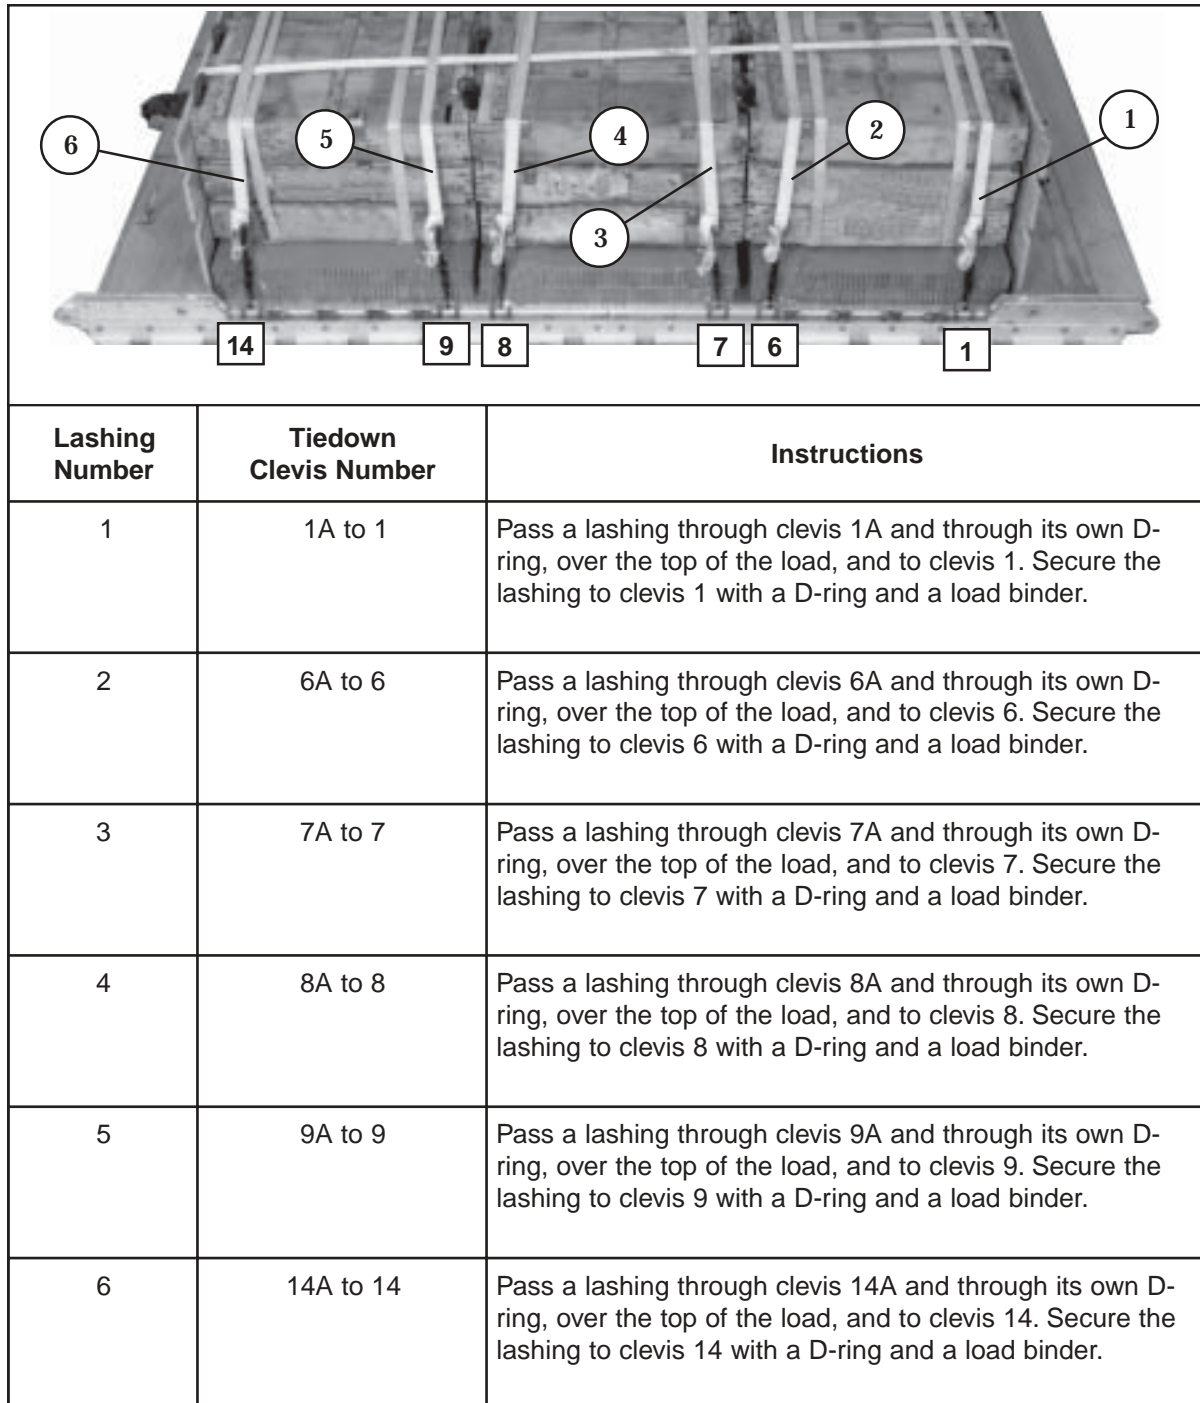 6
5
4
3
2
1
14
9
8
7
6
1
Lashing Number
Tiedown Clevis Number
Instructions
1
1A to 1
Pass a lashing through clevis 1A and through its own D-
ring, over the top of the load, and to clevis 1. Secure the
lashing to clevis 1 with a D-ring and a load binder.
2
6A to 6
Pass a lashing through clevis 6A and through its own D-
ring, over the top of the load, and to clevis 6. Secure the
lashing to clevis 6 with a D-ring and a load binder.
3
7A to 7
Pass a lashing through clevis 7A and through its own D-
ring, over the top of the load, and to clevis 7. Secure the
lashing to clevis 7 with a D-ring and a load binder.
4
8A to 8
Pass a lashing through clevis 8A and through its own D-
ring, over the top of the load, and to clevis 8. Secure the
lashing to clevis 8 with a D-ring and a load binder.
5
9A to 9
Pass a lashing through clevis 9A and through its own D-
ring, over the top of the load, and to clevis 9. Secure the
lashing to clevis 9 with a D-ring and a load binder.
6
14A to 14
Pass a lashing through clevis 14A and through its own D-
ring, over the top of the load, and to clevis 14. Secure the
lashing to clevis 14 with a D-ring and a load binder.